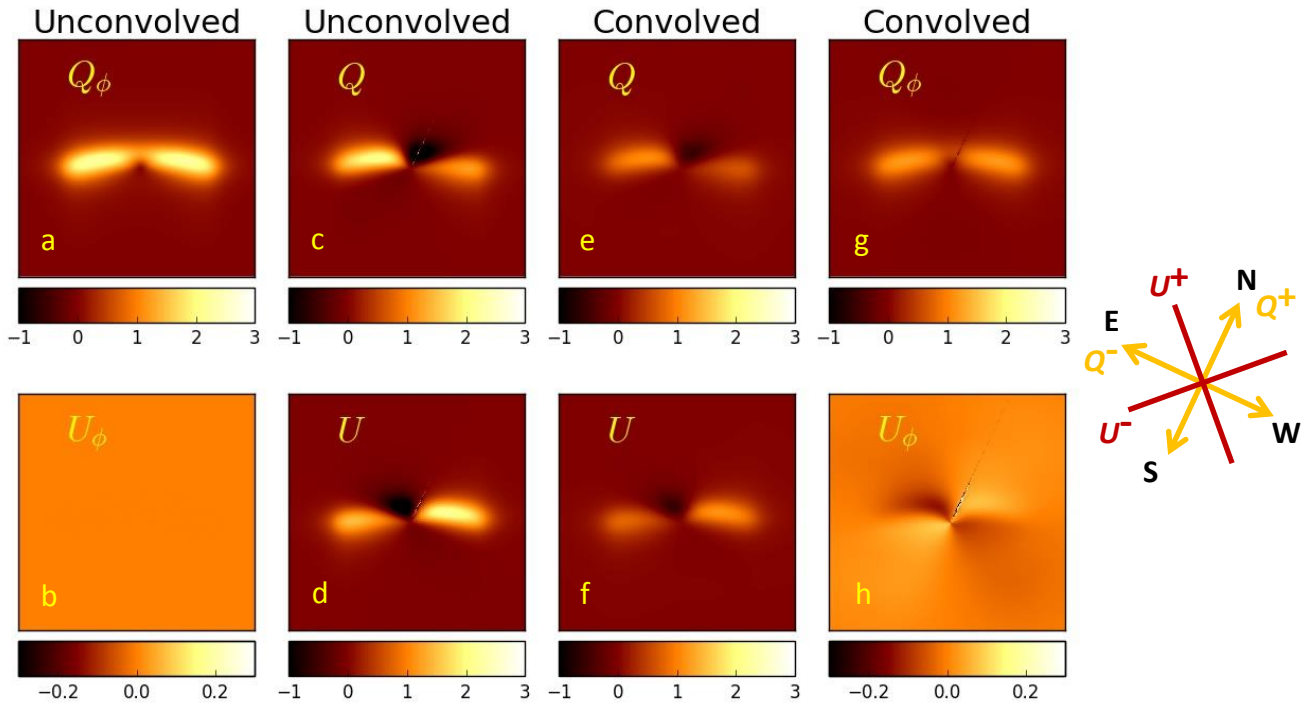 Unconvolved Unconvolved Convolved Convolved
Qϕ Q Q Qϕ
a c e g
−1 0 1 2 3 −1 0 1 2 3 −1 0 1 2 3 −1 0 1 2 3
U+ N
Q+
E
Q-
U-
W
S
Uϕ U U Uϕ
b d f h
−0.2 0.0 0.2 −1 0 1 2 3 −1 0 1 2 3 −0.2 0.0 0.2